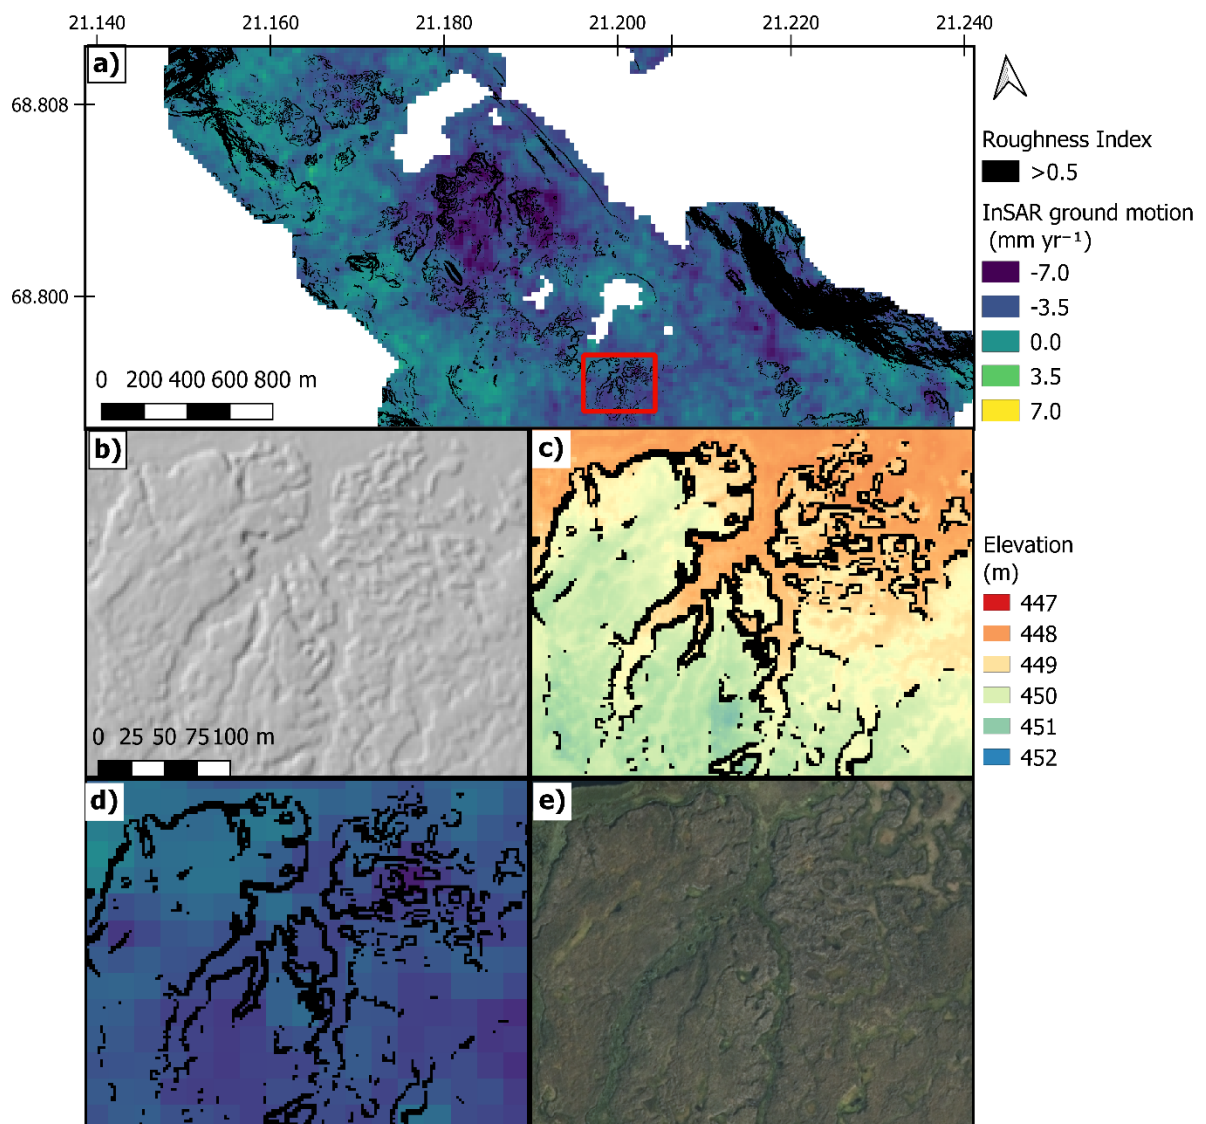 21.140 21.160 21.180 21.200 21.220 21.240
a)
68.808
68.800
0 200 400 600 800 m
Roughness Index
>0.5
InSAR ground motion
(mm yr⁻¹)
-7.0
-3.5
0.0
3.5
7.0
b)
0 25 50 75 100 m
c)
Elevation
(m)
447
448
449
450
451
452
d)
e)